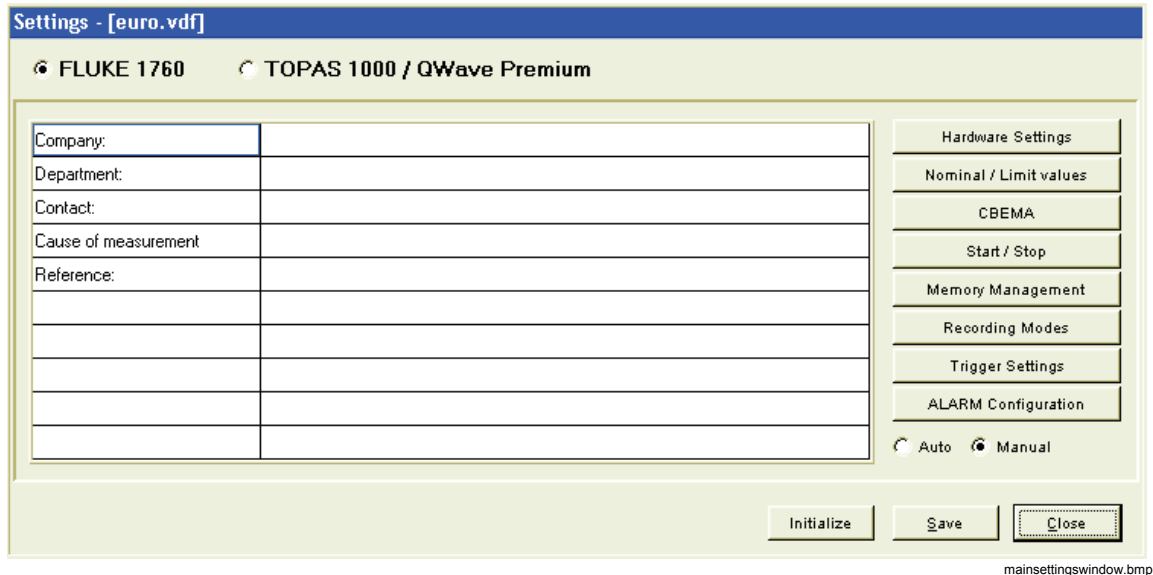 Settings - [euro.vdf]
FLUKE 1760 TOPAS 1000 / QWave Premium
Company:
Department:
Contact:
Cause of measurement
Reference:
Hardware Settings
Nominal / Limit values
CBEMA
Start / Stop
Memory Management
Recording Modes
Trigger Settings
ALARM Configuration
Auto Manual
Initialize Save Close
mainsettingswindow.bmp